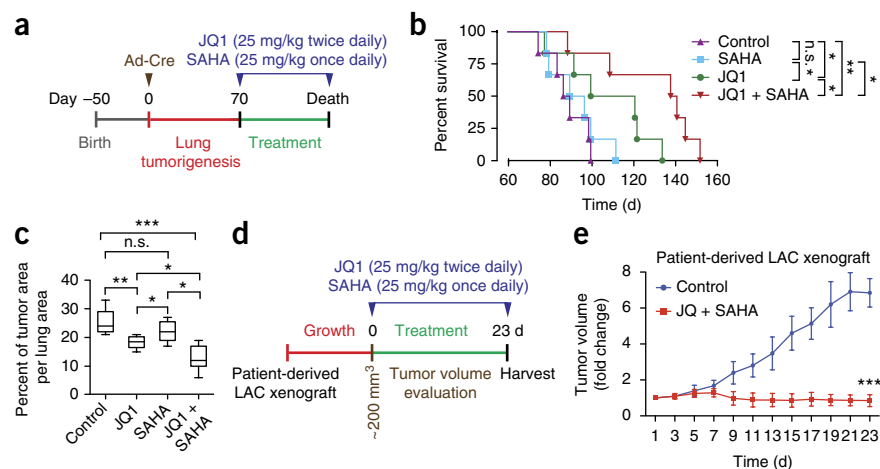 a
JQ1 (25 mg/kg twice daily)
SAHA (25 mg/kg once daily)
Ad-Cre
Day –50 0 70 Death
Birth
Lung
tumorigenesis
Treatment
b
Percent survival
100
75
50
25
0
60 80 100 120 140 160
Time (d)
Control
SAHA
JQ1
JQ1 + SAHA
n.s.
*
*
*
**
*
c
Percent of tumor area
per lung area
40
30
20
10
0
***
n.s.
**
*
*
*
Control
JQ1
SAHA
JQ1 +
SAHA
d
JQ1 (25 mg/kg twice daily)
SAHA (25 mg/kg once daily)
Growth 0 Treatment 23 d
Patient-derived
LAC xenograft
~200 mm³
Tumor volume
evaluation
Harvest
e
Patient-derived LAC xenograft
Tumor volume
(fold change)
8
6
4
2
0
Control
JQ + SAHA
***
1 3 5 7 9 11 13 15 17 19 21 23
Time (d)